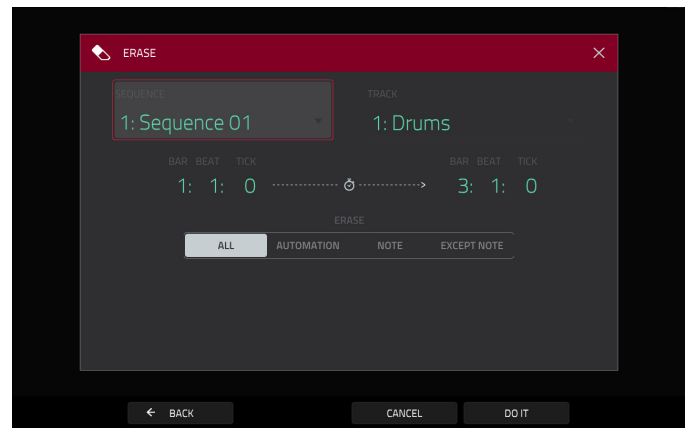 ERASE
SEQUENCE TRACK
1: Sequence 01 1: Drums
BAR BEAT TICK BAR BEAT TICK
1: 1: 0 3: 1: 0
ERASE
ALL AUTOMATION NOTE EXCEPT NOTE
BACK CANCEL DO IT